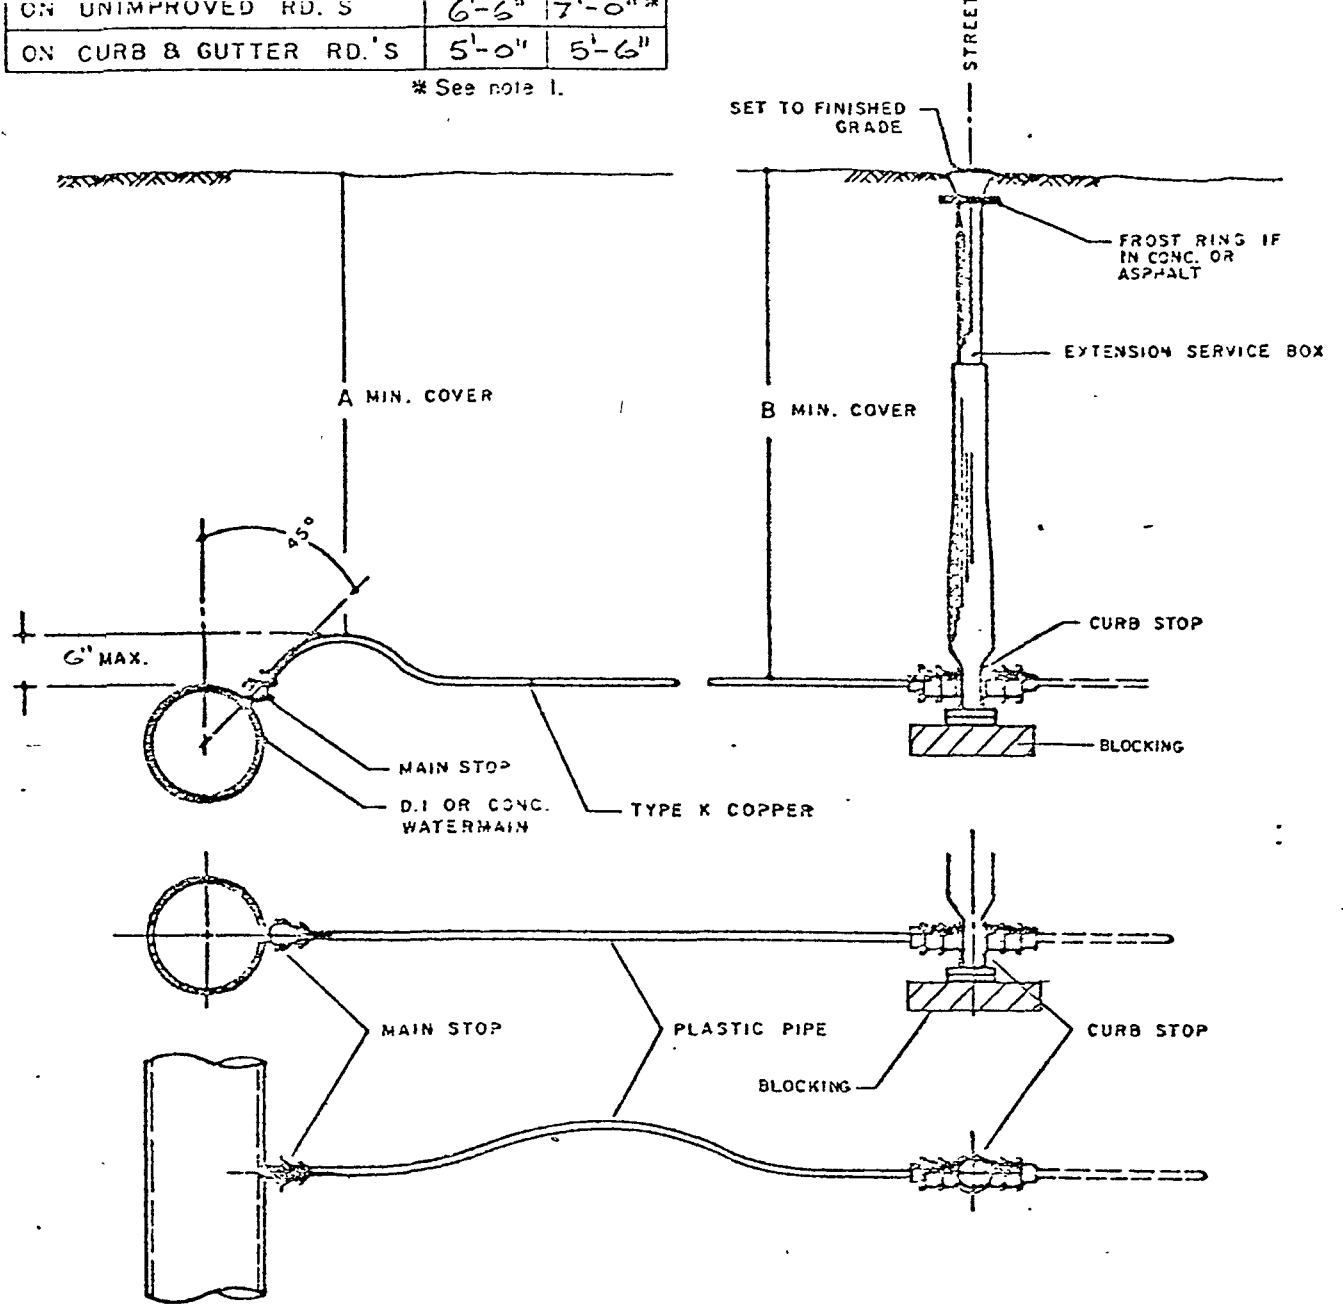 ON UNIMPROVED RD.'S 6'-6" 7'-0"*
ON CURB & GUTTER RD.'S 5'-0" 5'-6"
* See note 1.
STREET
SET TO FINISHED
GRADE
FROST RING IF
IN CONC. OR
ASPHALT
EXTENSION SERVICE BOX
A MIN. COVER
B MIN. COVER
45°
CURB STOP
6" MAX.
BLOCKING
MAIN STOP
D.I OR CONC.
WATERMAIN
TYPE K COPPER
MAIN STOP
PLASTIC PIPE
CURB STOP
BLOCKING